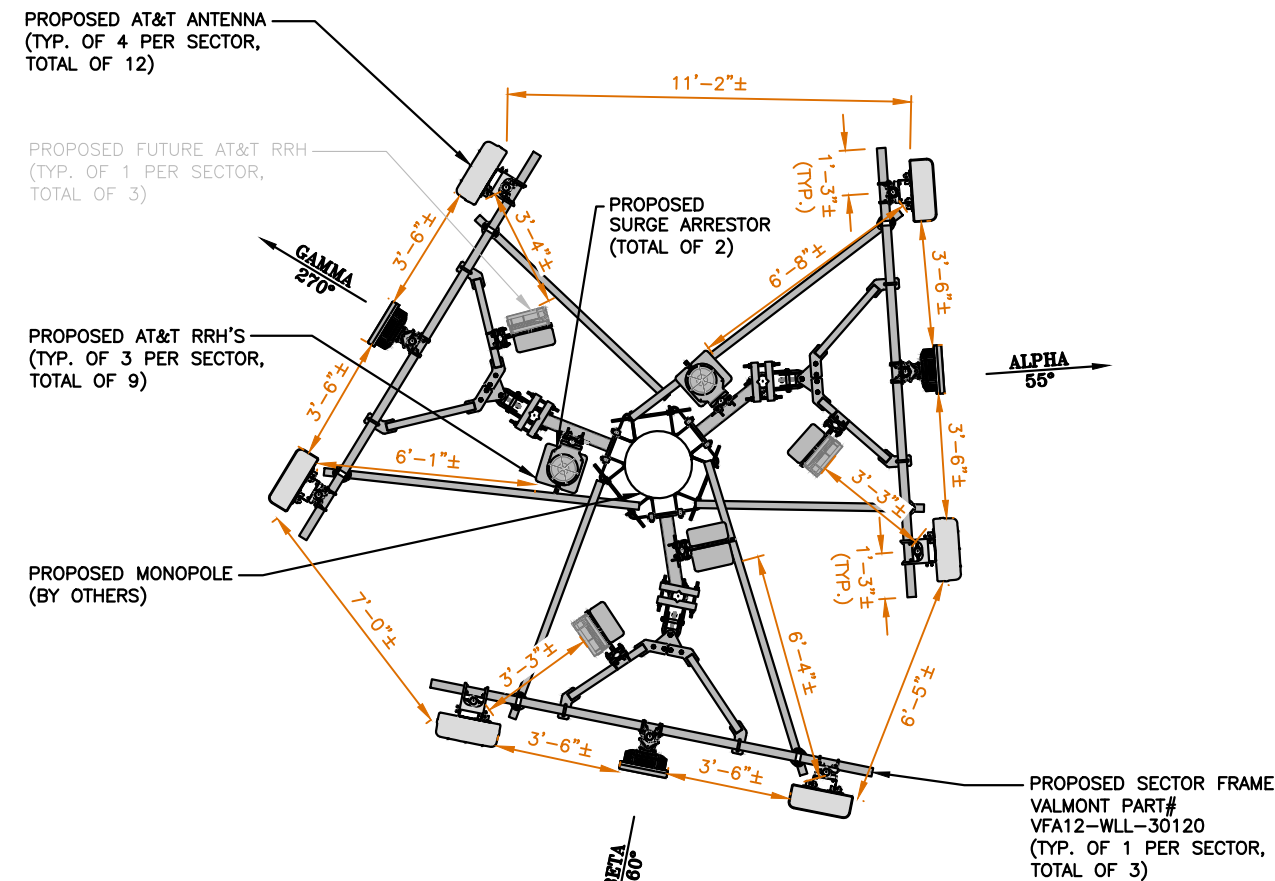 PROPOSED AT&T ANTENNA
(TYP. OF 4 PER SECTOR,
TOTAL OF 12)
11'-2"±
PROPOSED FUTURE AT&T RRH
(TYP. OF 1 PER SECTOR,
TOTAL OF 3)
1'-3"±
(TYP.)
PROPOSED
SURGE ARRESTOR
(TOTAL OF 2)
3'-4"±
3'-6"±
6'-8"±
3'-6"±
GAMMA
270°
PROPOSED AT&T RRH'S
(TYP. OF 3 PER SECTOR,
TOTAL OF 9)
ALPHA
55°
3'-6"±
3'-6"±
6'-1"±
3'-3"±
1'-3"±
(TYP.)
PROPOSED MONOPOLE
(BY OTHERS)
7'-0"±
3'-3"±
6'-4"±
6'-5"±
3'-6"±
3'-6"±
PROPOSED SECTOR FRAME
VALMONT PART#
VFA12-WLL-30120
(TYP. OF 1 PER SECTOR,
TOTAL OF 3)